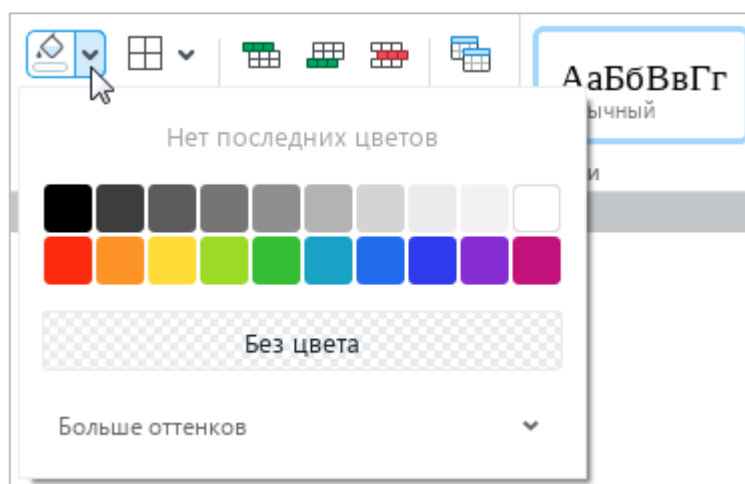 АаБбВвГг
ычный
и
Нет последних цветов
Без цвета
Больше оттенков